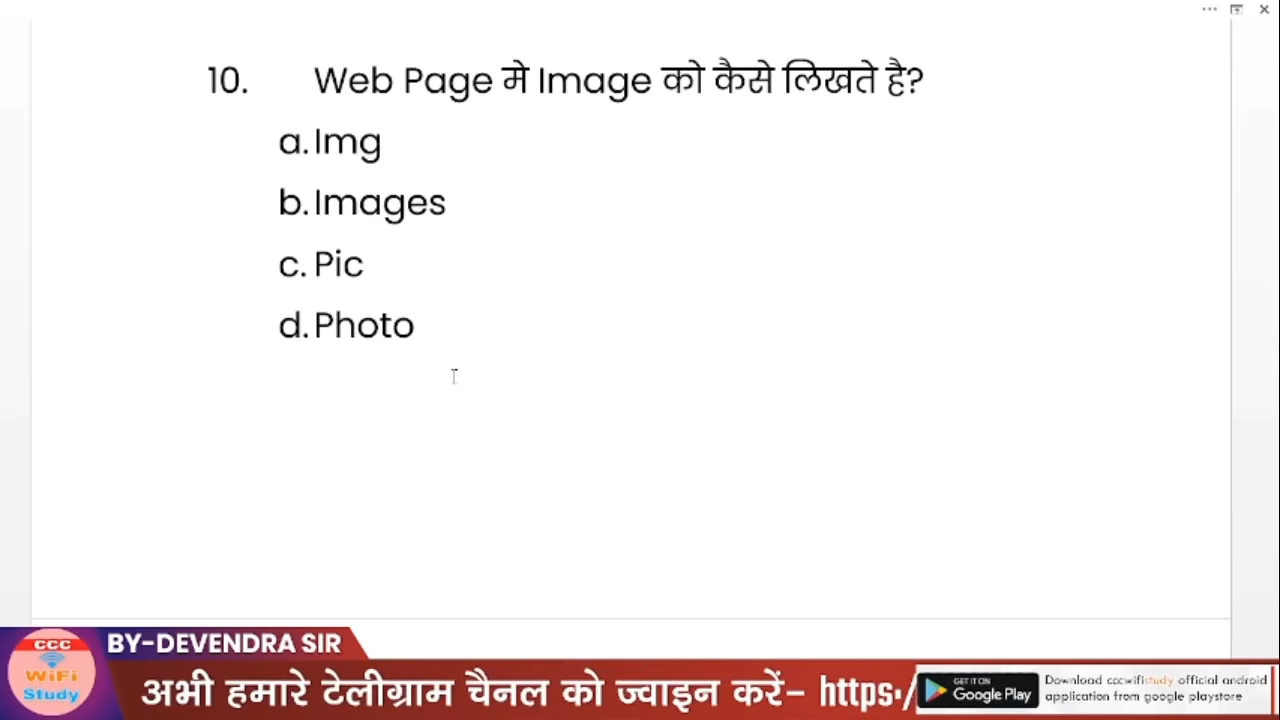 10. Web Page मे Image को कैसे लिखते है?
a. Img
b. Images
c. Pic
d. Photo
BY-DEVENDRA SIR
CCC
WiFi
Study
अभी हमारे टेलीग्राम चैनल को ज्वाइन करें- https:/
GET IT ON
Google Play
Download cccwifistudy official android
application from google playstore